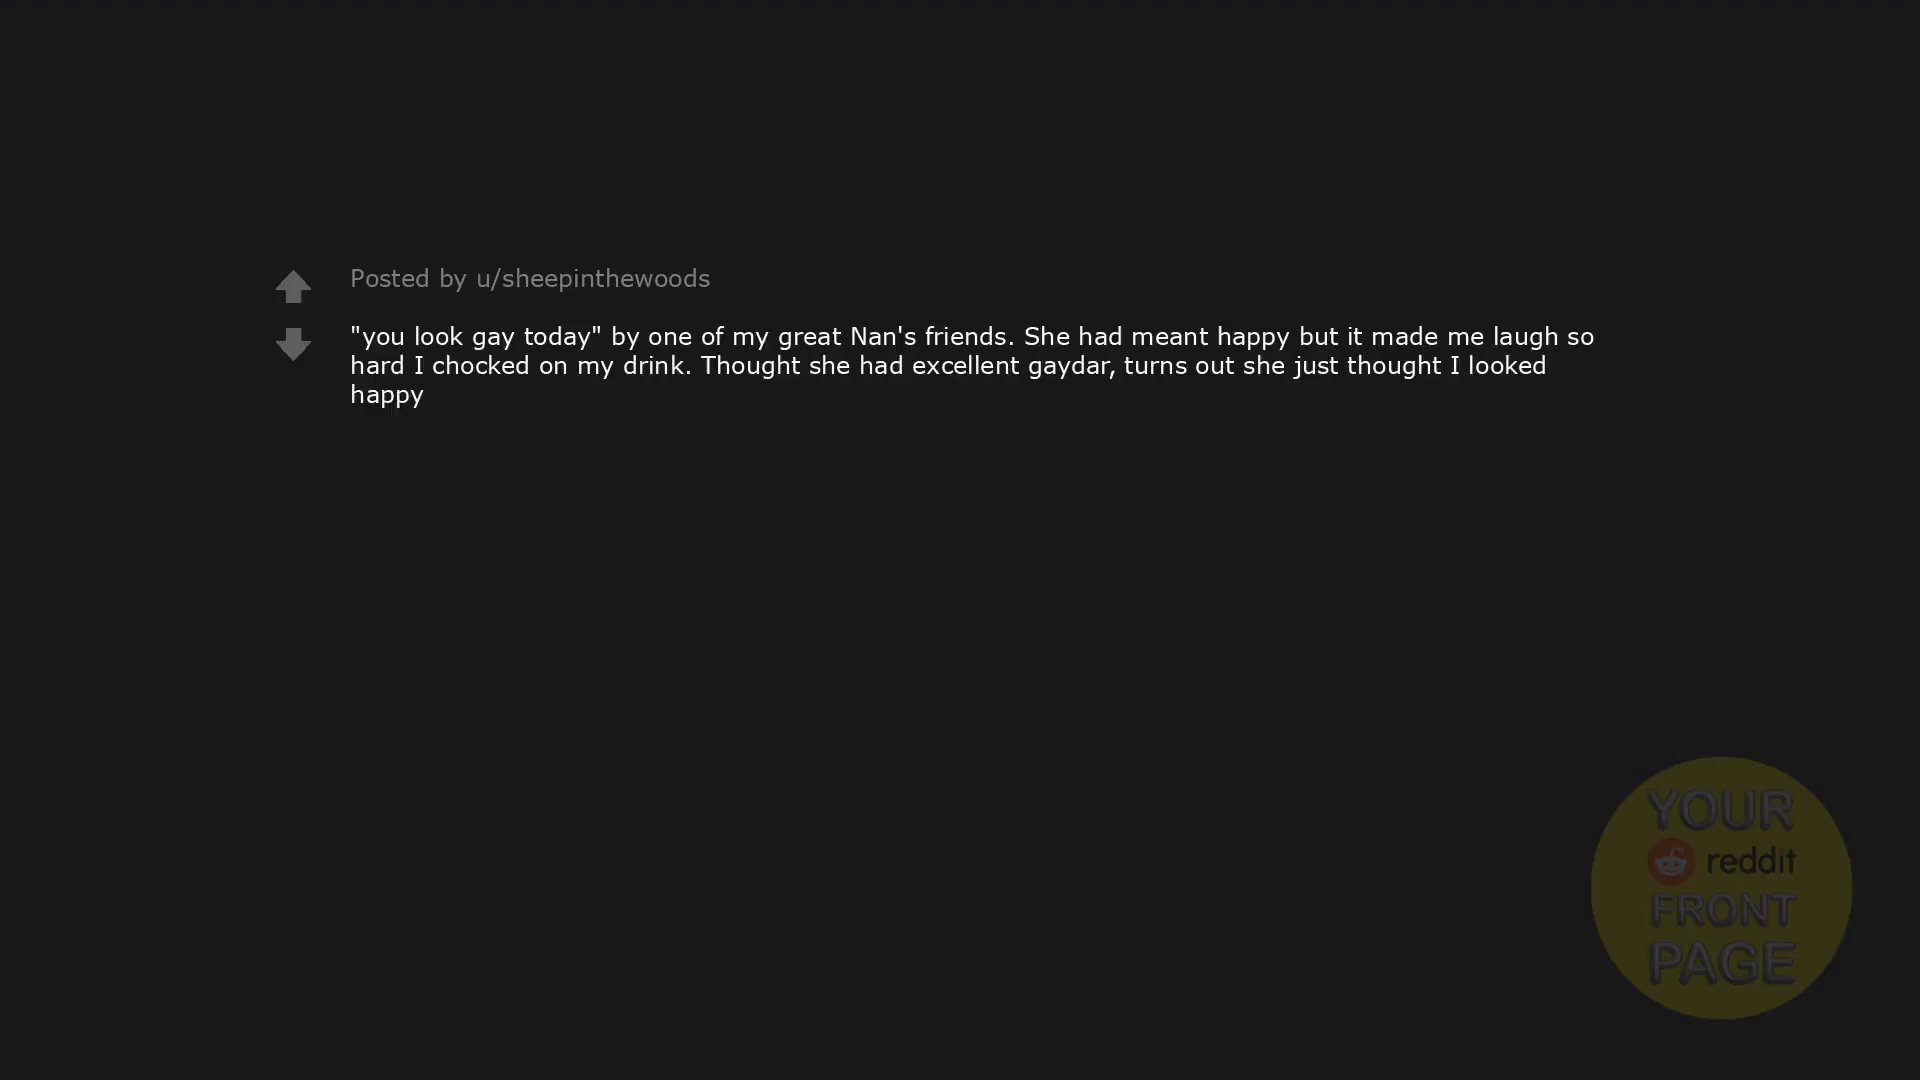 Posted by u/sheepinthewoods
"you look gay today" by one of my great Nan's friends. She had meant happy but it made me laugh so
hard I chocked on my drink. Thought she had excellent gaydar, turns out she just thought I looked
happy
YOUR
reddit
FRONT
PAGE